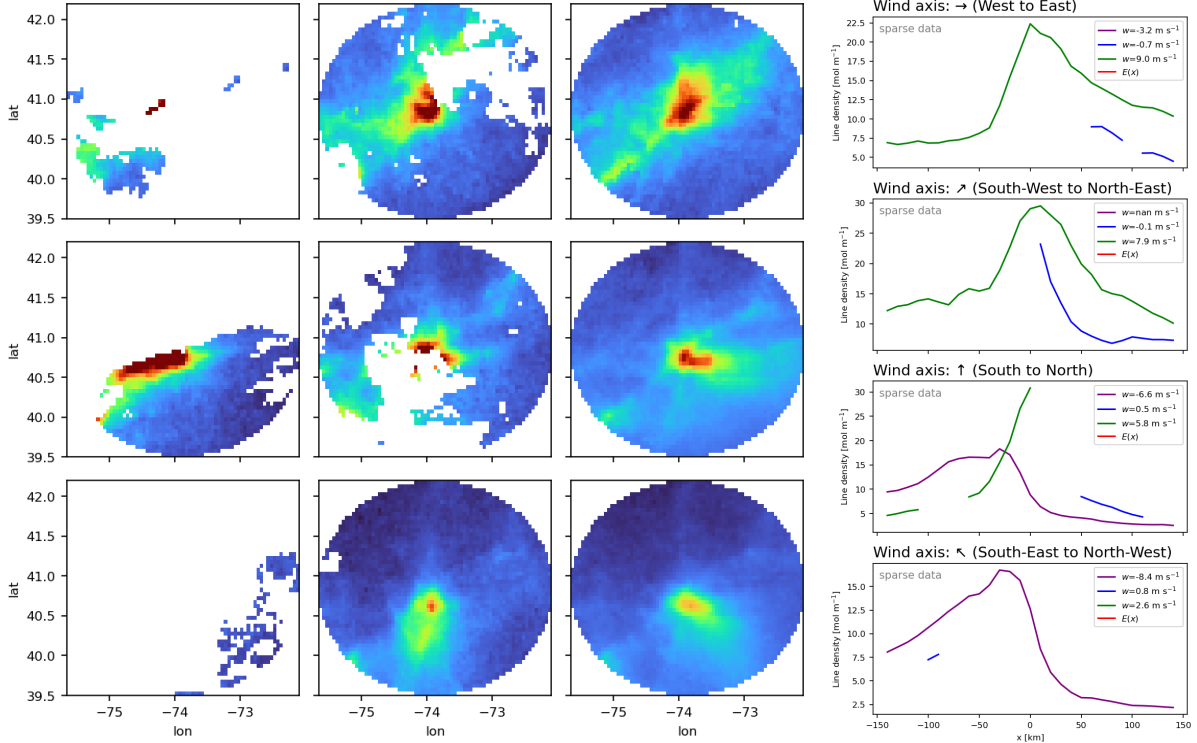 lat
42.0
41.5
41.0
40.5
40.0
39.5
lat
42.0
41.5
41.0
40.5
40.0
39.5
lat
42.0
41.5
41.0
40.5
40.0
39.5
−75 −74 −73
lon
−75 −74 −73
lon
−75 −74 −73
lon
Wind axis: → (West to East)
sparse data
Line density [mol m⁻¹]
22.5
20.0
17.5
15.0
12.5
10.0
7.5
5.0
w=-3.2 m s⁻¹
w=-0.7 m s⁻¹
w=9.0 m s⁻¹
E(x)
Wind axis: ↗ (South-West to North-East)
sparse data
Line density [mol m⁻¹]
30
25
20
15
10
w=nan m s⁻¹
w=-0.1 m s⁻¹
w=7.9 m s⁻¹
E(x)
Wind axis: ↑ (South to North)
sparse data
Line density [mol m⁻¹]
30
25
20
15
10
5
w=-6.6 m s⁻¹
w=0.5 m s⁻¹
w=5.8 m s⁻¹
E(x)
Wind axis: ↖ (South-East to North-West)
sparse data
Line density [mol m⁻¹]
15.0
12.5
10.0
7.5
5.0
2.5
w=-8.4 m s⁻¹
w=0.8 m s⁻¹
w=2.6 m s⁻¹
E(x)
−150 −100 −50 0 50 100 150
x [km]